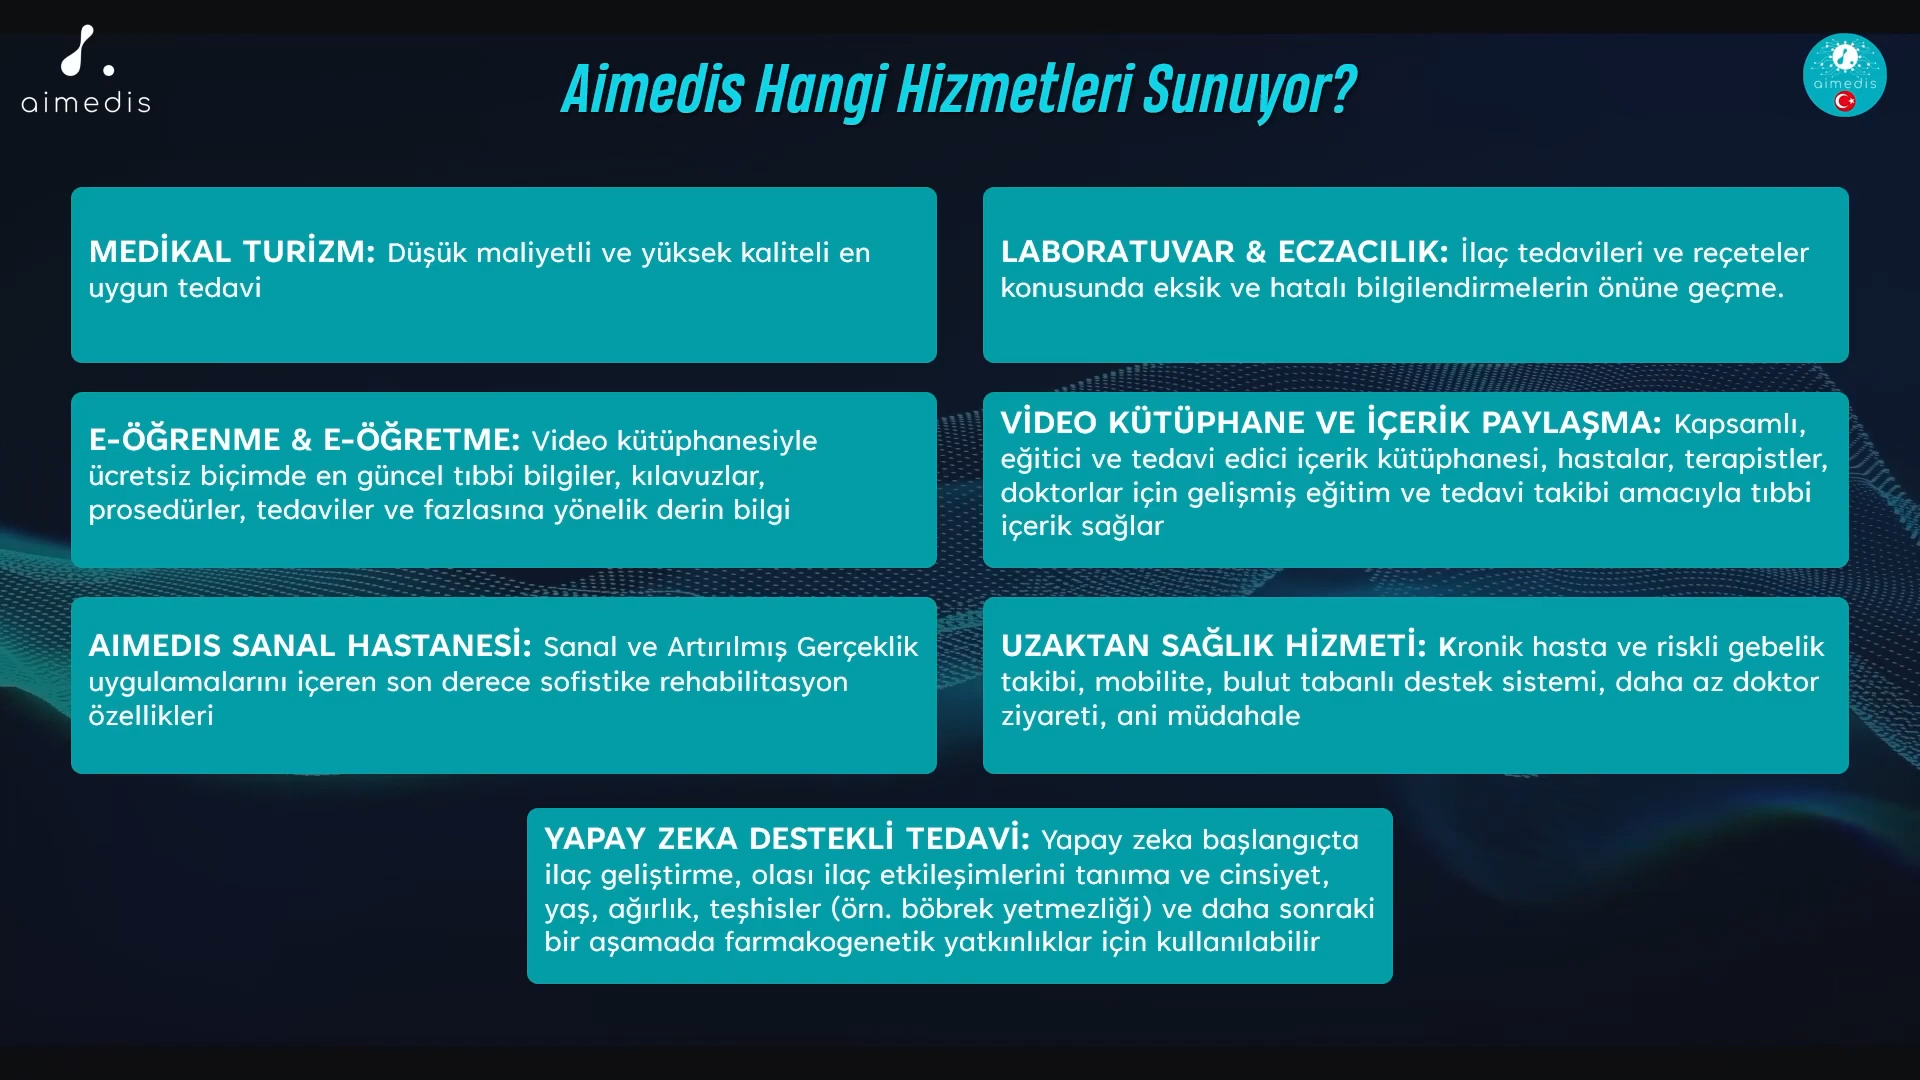 aimedis
Aimedis Hangi Hizmetleri Sunuyor?
aimedis
MEDİKAL TURİZM: Düşük maliyetli ve yüksek kaliteli en
uygun tedavi
LABORATUVAR & ECZACILIK: İlaç tedavileri ve reçeteler
konusunda eksik ve hatalı bilgilendirmelerin önüne geçme.
E-ÖĞRENME & E-ÖĞRETME: Video kütüphanesiyle
ücretsiz biçimde en güncel tıbbi bilgiler, kılavuzlar,
prosedürler, tedaviler ve fazlasına yönelik derin bilgi
VİDEO KÜTÜPHANE VE İÇERİK PAYLAŞMA: Kapsamlı,
eğitici ve tedavi edici içerik kütüphanesi, hastalar, terapistler,
doktorlar için gelişmiş eğitim ve tedavi takibi amacıyla tıbbi
içerik sağlar
AIMEDIS SANAL HASTANESİ: Sanal ve Artırılmış Gerçeklik
uygulamalarını içeren son derece sofistike rehabilitasyon
özellikleri
UZAKTAN SAĞLIK HİZMETİ: Kronik hasta ve riskli gebelik
takibi, mobilite, bulut tabanlı destek sistemi, daha az doktor
ziyareti, ani müdahale
YAPAY ZEKA DESTEKLİ TEDAVİ: Yapay zeka başlangıçta
ilaç geliştirme, olası ilaç etkileşimlerini tanıma ve cinsiyet,
yaş, ağırlık, teşhisler (örn. böbrek yetmezliği) ve daha sonraki
bir aşamada farmakogenetik yatkınlıklar için kullanılabilir